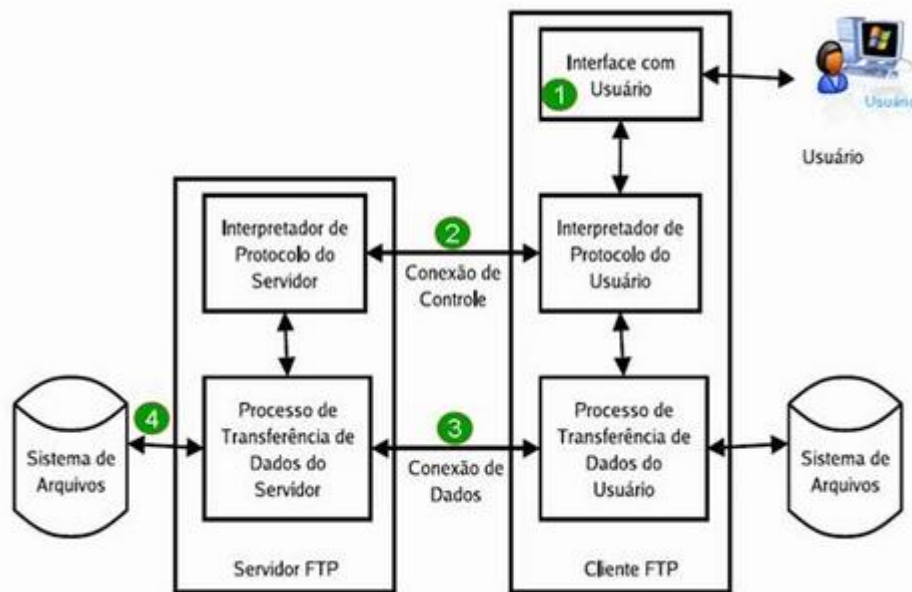 Interface com
Usuário
1
Usuário
Usuário
Interpretador de
Protocolo do
Servidor
2
Conexão de
Controle
Interpretador de
Protocolo do
Usuário
Sistema de
Arquivos
4
Processo de
Transferência de
Dados do
Servidor
3
Conexão de
Dados
Processo de
Transferência de
Dados do
Usuário
Sistema de
Arquivos
Servidor FTP
Cliente FTP